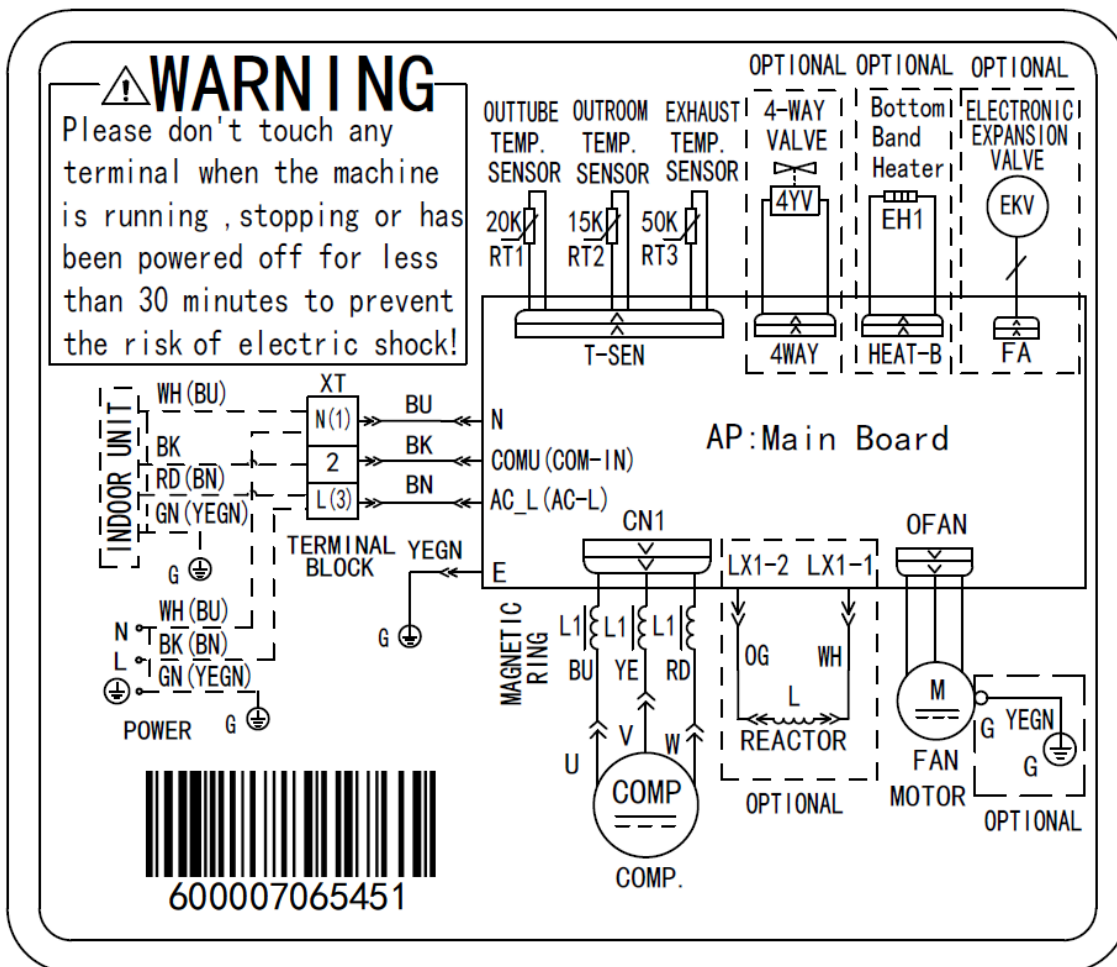 WARNING
Please don't touch any
terminal when the machine
is running ,stopping or has
been powered off for less
than 30 minutes to prevent
the risk of electric shock!
OUTTUBE
TEMP.
SENSOR
20K
RT1
OUTROOM
TEMP.
SENSOR
15K
RT2
EXHAUST
TEMP.
SENSOR
50K
RT3
T-SEN
OPTIONAL
4-WAY
VALVE
4YV
4WAY
OPTIONAL
Bottom
Band
Heater
EH1
HEAT-B
OPTIONAL
ELECTRONIC
EXPANSION
VALVE
EKV
FA
INDOOR UNIT
WH(BU)
BK
RD(BN)
GN(YEGN)
G
XT
N(1)
2
L(3)
TERMINAL
BLOCK
BU
BK
BN
YEGN
G
N
COMU(COM-IN)
AC_L(AC-L)
E
AP:Main Board
N
L
WH(BU)
BK(BN)
GN(YEGN)
G
POWER
CN1
MAGNETIC
RING
L1
L1
L1
BU
YE
RD
U
V
W
COMP
COMP.
LX1-2
LX1-1
OG
WH
L
REACTOR
OPTIONAL
OFAN
M
FAN
MOTOR
G
YEGN
G
OPTIONAL
600007065451